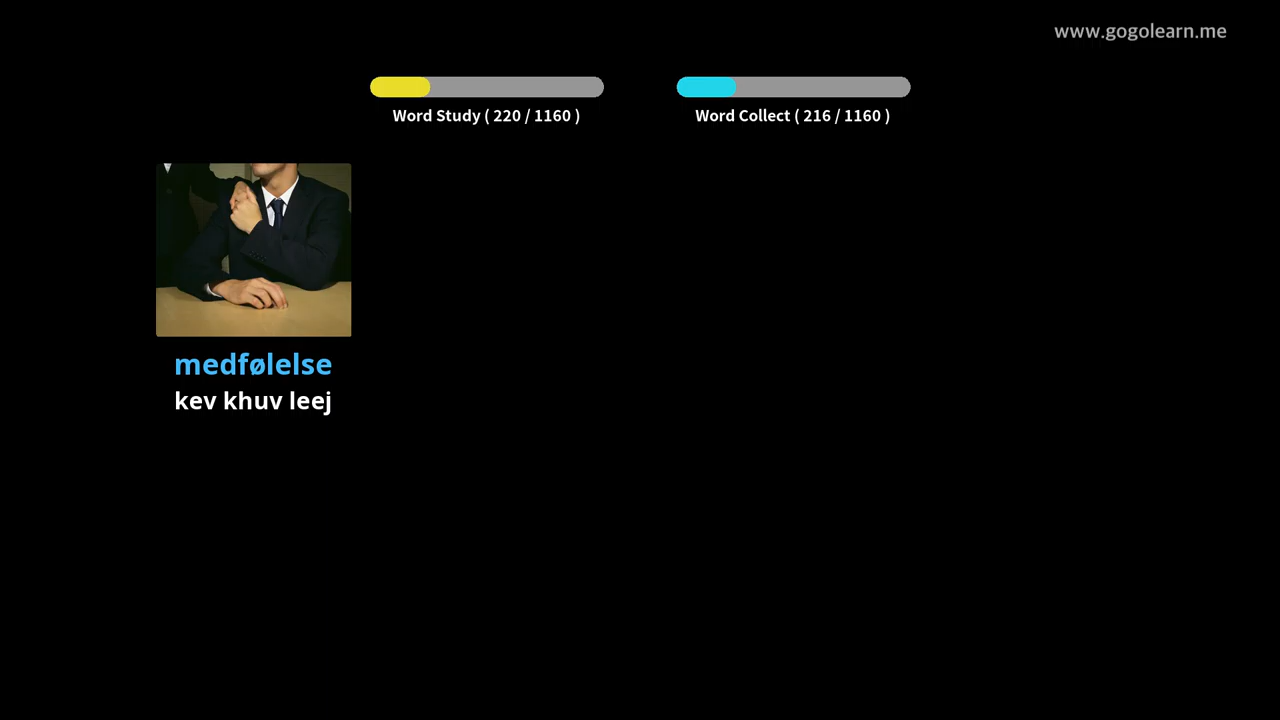 www.gogolearn.me
Word Study ( 220 / 1160 )
Word Collect ( 216 / 1160 )
medfølelse
kev khuv leej